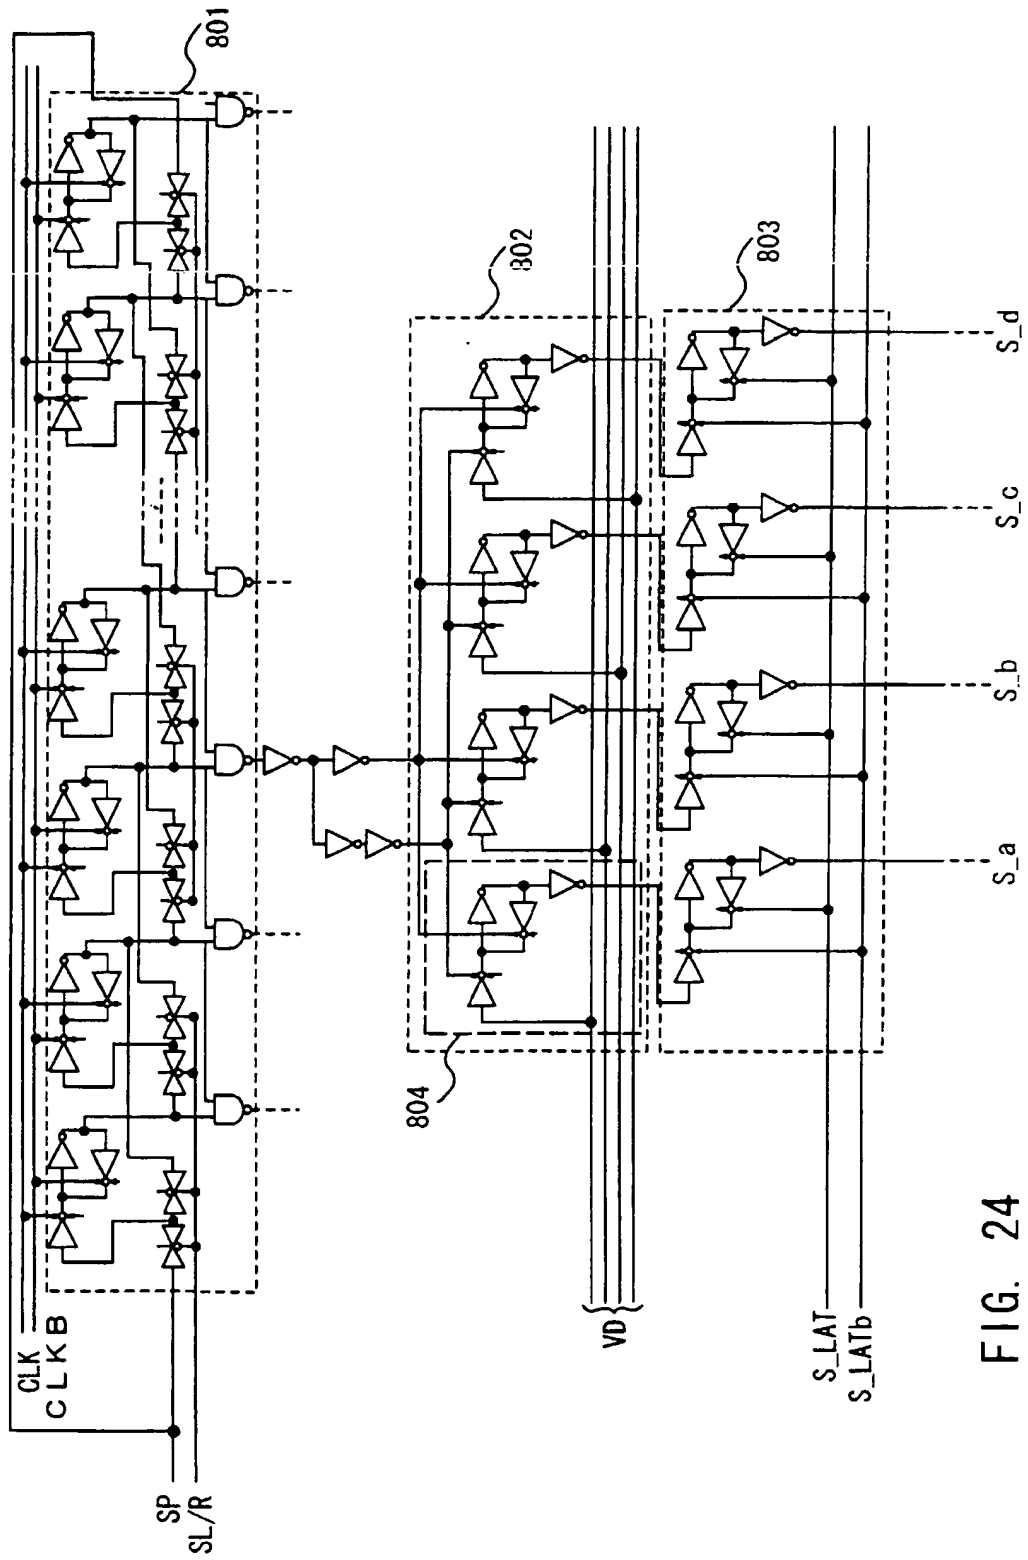 CLK
CLKB
SP
SL/R
801
802
804
VD
803
S_LAT
S_LATb
S_a
S_b
S_c
S_d
FIG. 24